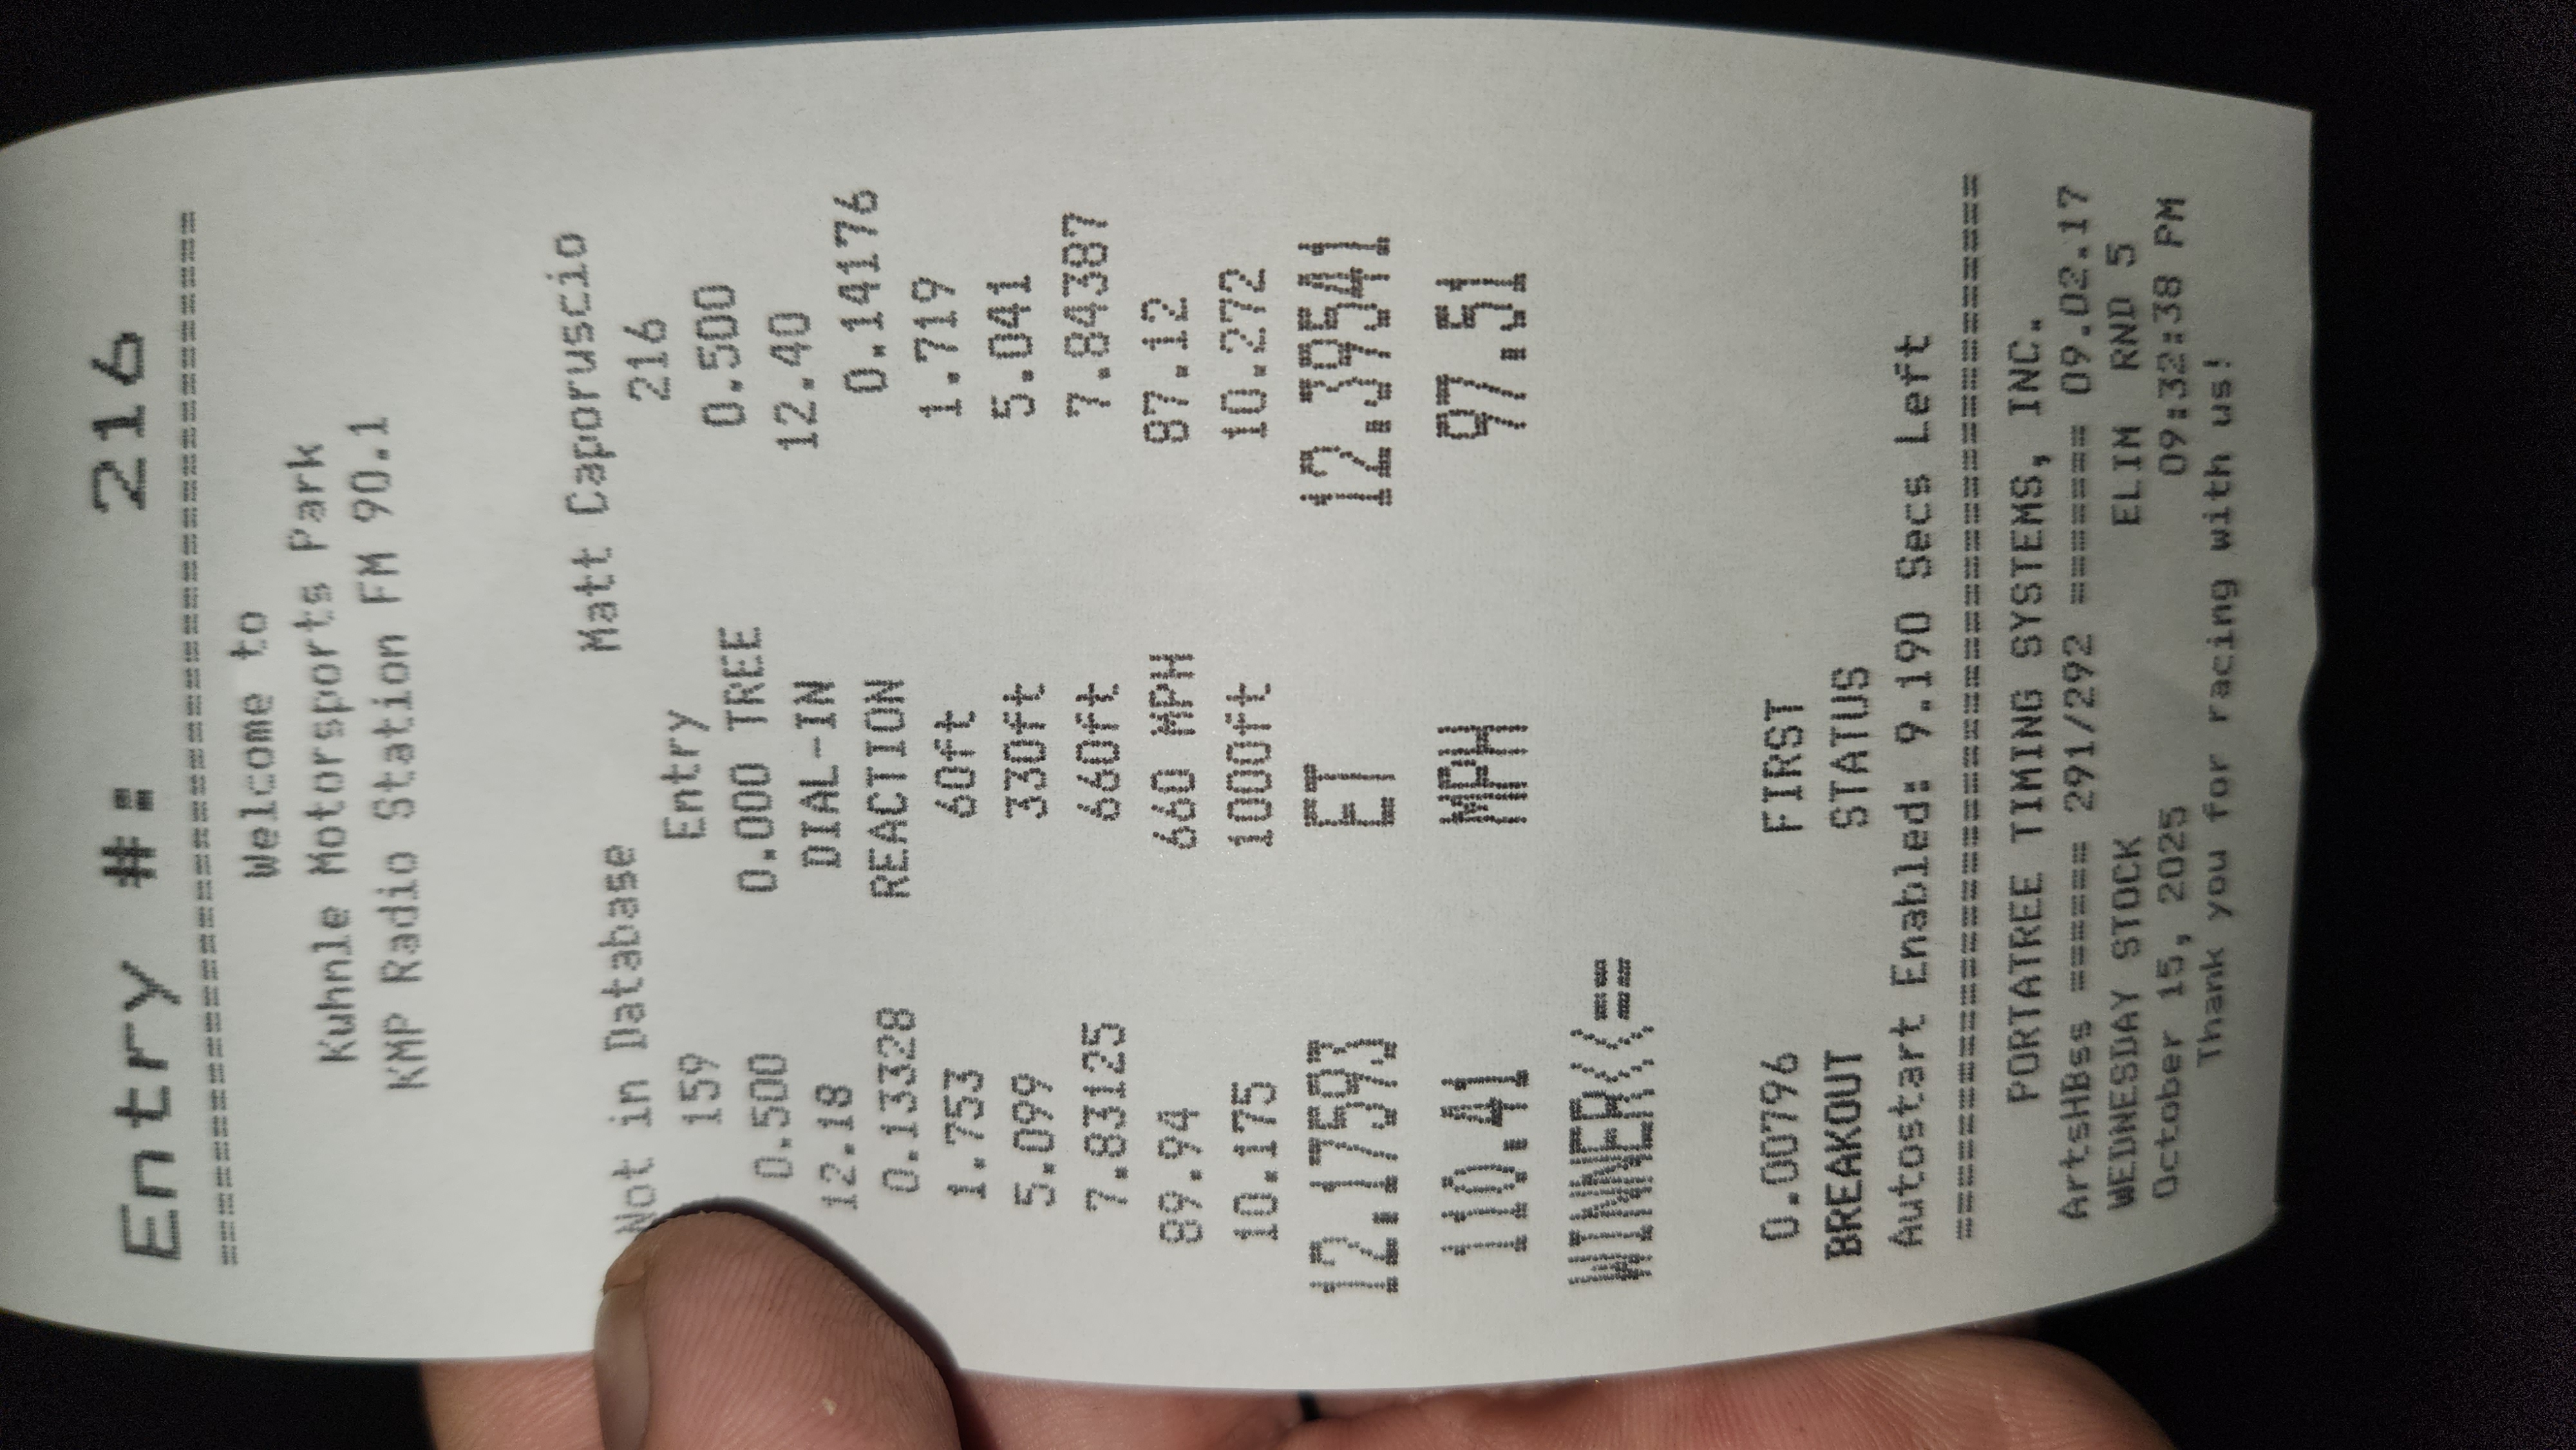 Entry #: 216
==========================================
Welcome to
Kuhnle Motorsports Park
KMP Radio Station FM 90.1
Not in Database Matt Caporuscio
159 Entry 216
0.500 0.000 TREE 0.500
12.18 DIAL-IN 12.40
0.13328 REACTION 0.14176
1.753 60ft 1.719
5.099 330ft 5.041
7.83125 660ft 7.84387
89.94 660 MPH 87.12
10.175 1000ft 10.272
12.17593 ET 12.39541
110.41 MPH 97.51
WINNER<<==
0.00796 FIRST
BREAKOUT STATUS
Autostart Enabled: 9.190 Secs Left
==========================================
PORTATREE TIMING SYSTEMS, INC.
ArtsHBss ====== 291/292 ======= 09.02.17
WEDNESDAY STOCK ELIM RND 5
October 15, 2025 09:32:38 PM
Thank you for racing with us!